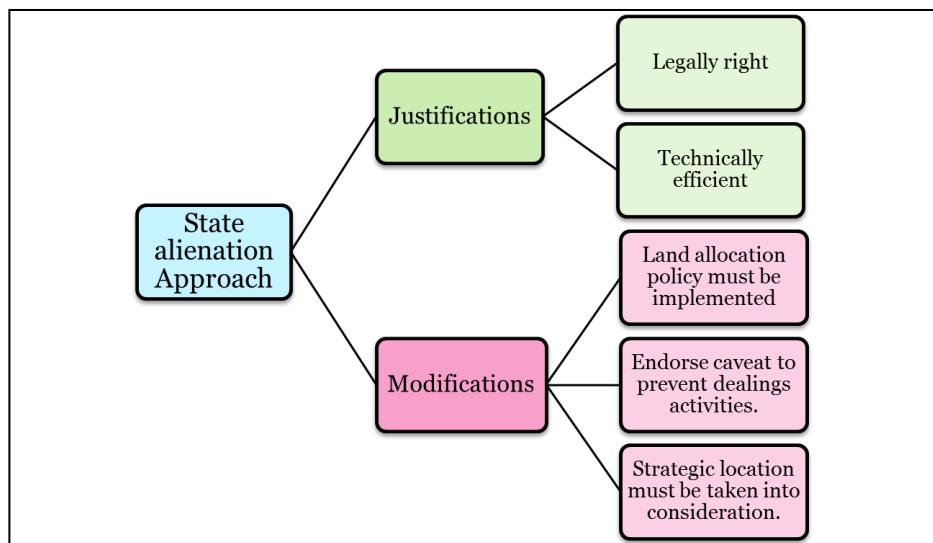 State
alienation
Approach
Justifications
Legally right
Technically
efficient
Modifications
Land allocation
policy must be
implemented
Endorse caveat to
prevent dealings
activities.
Strategic location
must be taken into
consideration.